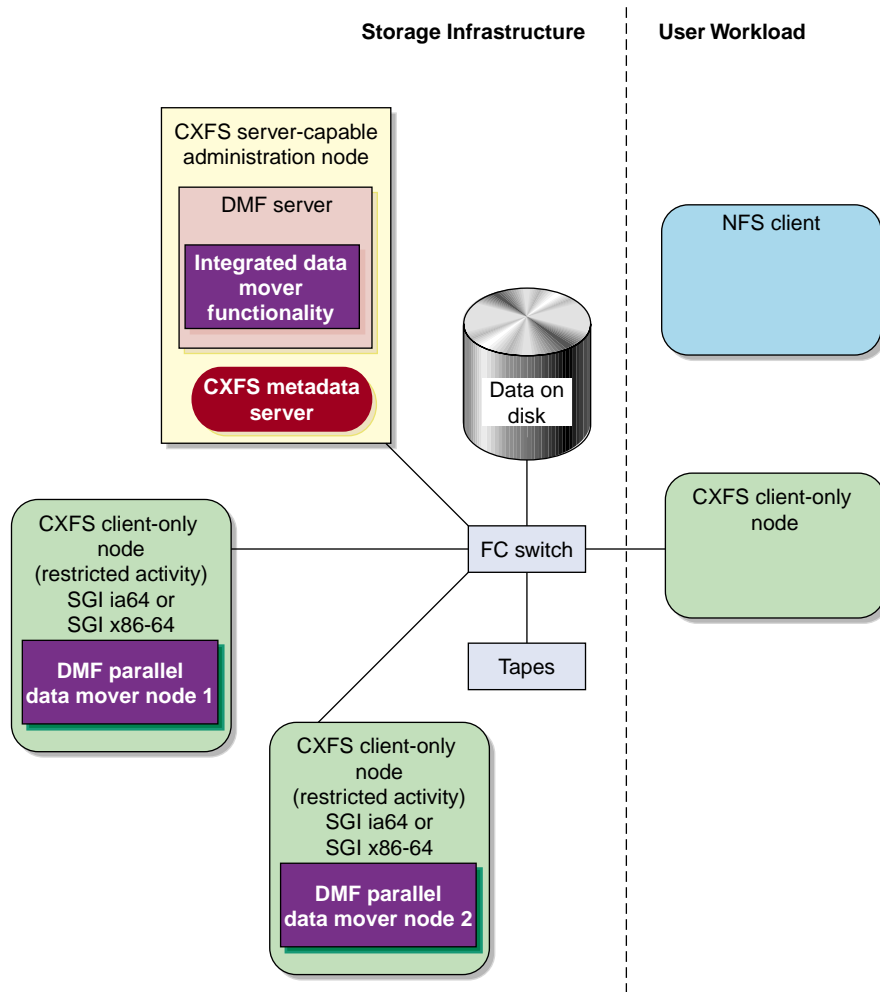 Storage Infrastructure
User Workload
CXFS server-capable
administration node
DMF server
Integrated data
mover
functionality
CXFS metadata
server
Data on
disk
NFS client
CXFS client-only
node
(restricted activity)
SGI ia64 or
SGI x86-64
DMF parallel
data mover node 1
FC switch
CXFS client-only
node
Tapes
CXFS client-only
node
(restricted activity)
SGI ia64 or
SGI x86-64
DMF parallel
data mover node 2